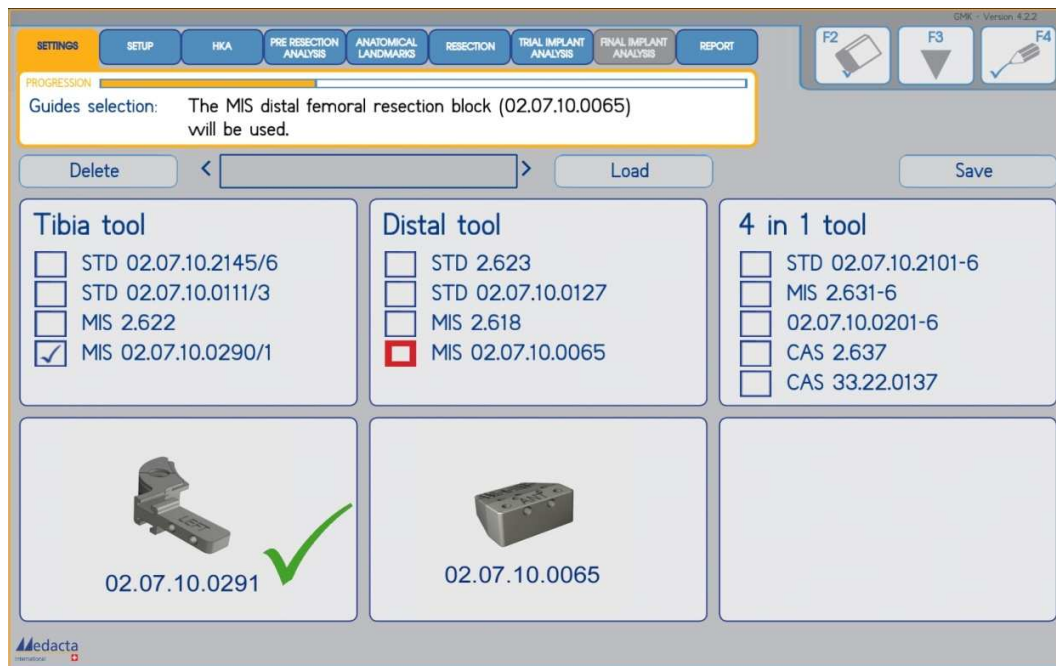 GMK - Version 4.2.2
SETTINGS
SETUP
HKA
PRE RESECTION
ANALYSIS
ANATOMICAL
LANDMARKS
RESECTION
TRIAL IMPLANT
ANALYSIS
FINAL IMPLANT
ANALYSIS
REPORT
F2
F3
F4
PROGRESSION
Guides selection: The MIS distal femoral resection block (02.07.10.0065)
will be used.
Delete
<
>
Load
Save
Tibia tool
STD 02.07.10.2145/6
STD 02.07.10.0111/3
MIS 2.622
MIS 02.07.10.0290/1
Distal tool
STD 2.623
STD 02.07.10.0127
MIS 2.618
MIS 02.07.10.0065
4 in 1 tool
STD 02.07.10.2101-6
MIS 2.631-6
02.07.10.0201-6
CAS 2.637
CAS 33.22.0137
LEFT
02.07.10.0291
ANT
02.07.10.0065
Medacta
International